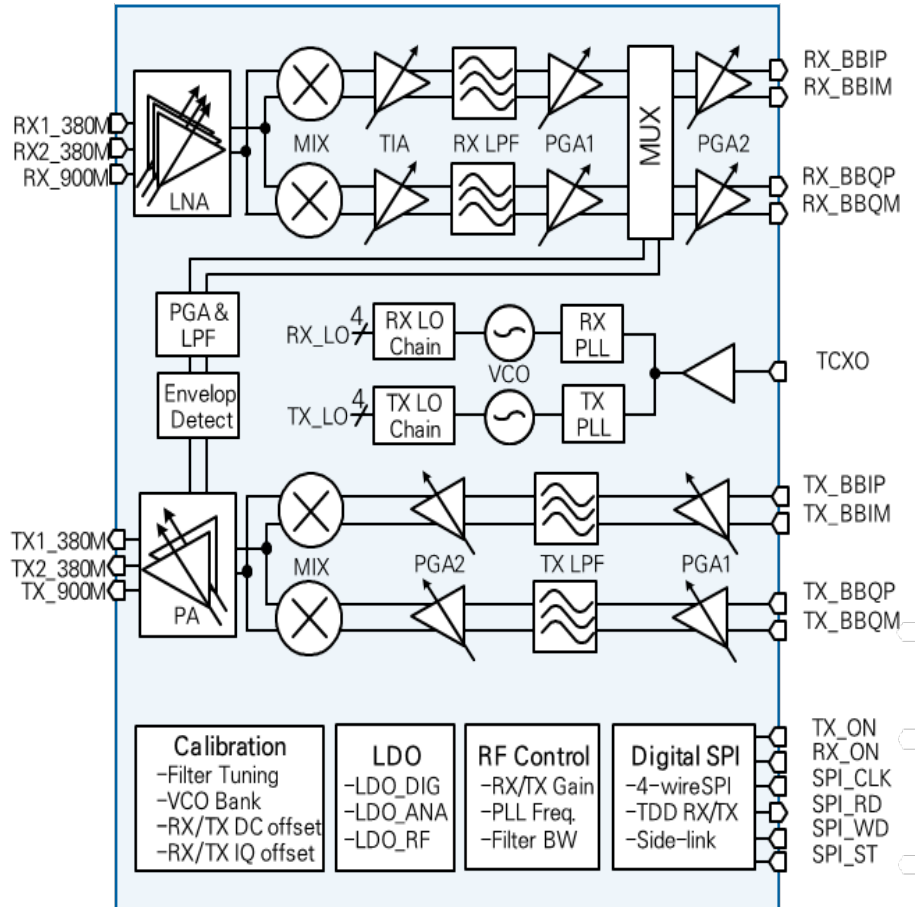 RX_BBIP
RX_BBIM
RX1_380M
RX2_380M
RX_900M
LNA
MIX
TIA
RX LPF
PGA1
MUX
PGA2
RX_BBQP
RX_BBQM
PGA &
LPF
Envelop
Detect
RX_LO
4
RX LO
Chain
VCO
RX
PLL
TCXO
TX_LO
4
TX LO
Chain
TX
PLL
TX_BBIP
TX_BBIM
TX1_380M
TX2_380M
TX_900M
PA
MIX
PGA2
TX LPF
PGA1
TX_BBQP
TX_BBQM
Calibration
-Filter Tuning
-VCO Bank
-RX/TX DC offset
-RX/TX IQ offset
LDO
-LDO_DIG
-LDO_ANA
-LDO_RF
RF Control
-RX/TX Gain
-PLL Freq.
-Filter BW
Digital SPI
-4-wireSPI
-TDD RX/TX
-Side-link
TX_ON
RX_ON
SPI_CLK
SPI_RD
SPI_WD
SPI_ST